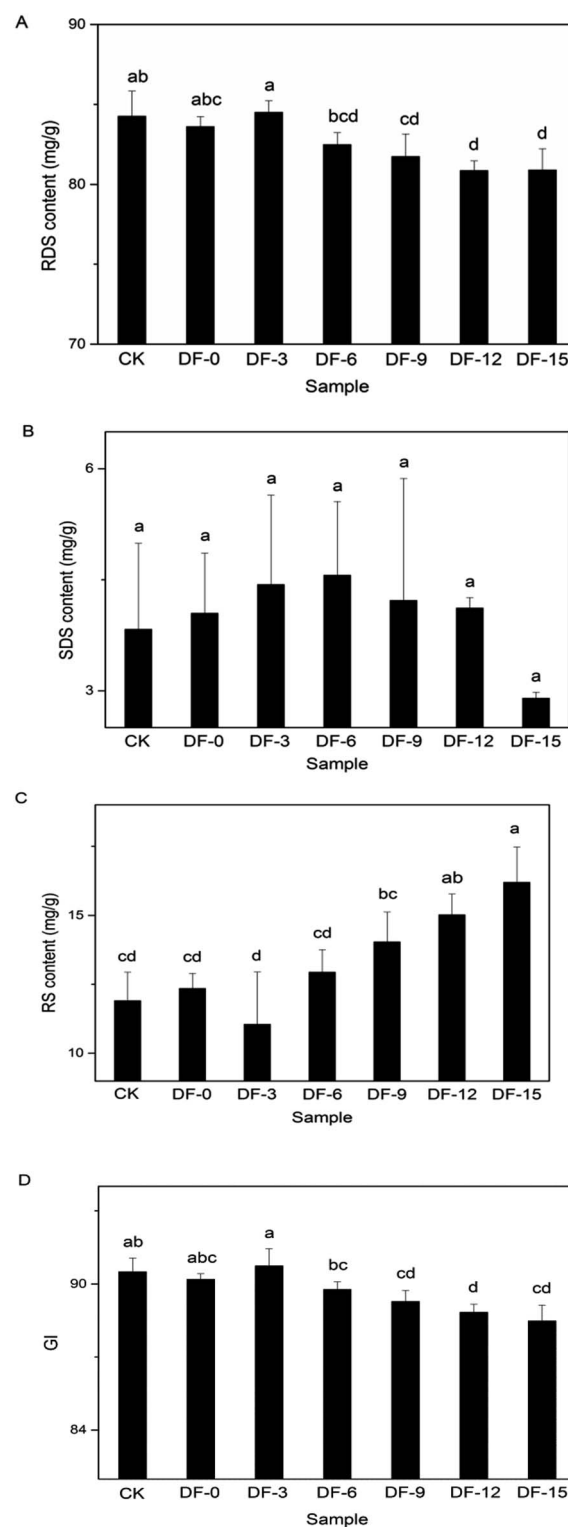 A
90
ab
abc
a
bcd
cd
d
d
80
70
RDS content (mg/g)
CK DF-0 DF-3 DF-6 DF-9 DF-12 DF-15
Sample
B
6
a
a
a
a
a
a
a
3
SDS content (mg/g)
CK DF-0 DF-3 DF-6 DF-9 DF-12 DF-15
Sample
C
15
cd
cd
d
cd
bc
ab
a
10
RS content (mg/g)
CK DF-0 DF-3 DF-6 DF-9 DF-12 DF-15
Sample
D
ab
abc
a
bc
cd
d
cd
90
84
GI
CK DF-0 DF-3 DF-6 DF-9 DF-12 DF-15
Sample